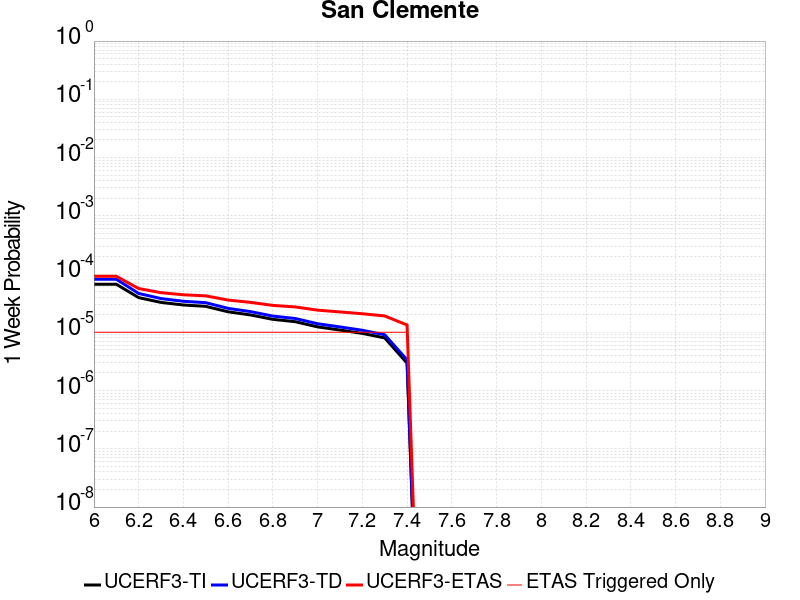 San Clemente
10^0
10^-1
10^-2
10^-3
10^-4
10^-5
10^-6
10^-7
10^-8
1 Week Probability
6 6.2 6.4 6.6 6.8 7 7.2 7.4 7.6 7.8 8 8.2 8.4 8.6 8.8 9
Magnitude
UCERF3-TI UCERF3-TD UCERF3-ETAS ETAS Triggered Only